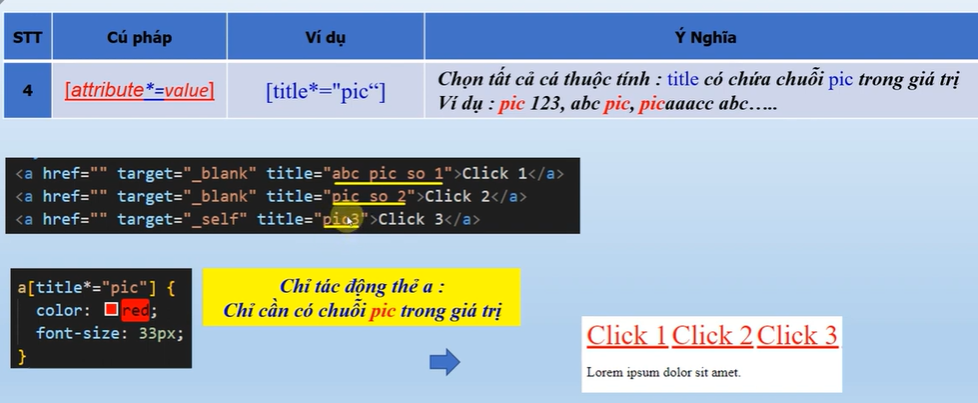 STT Cú pháp Ví dụ Ý Nghĩa
4 [attribute*=value] [title*="pic“] Chọn tất cả cá thuộc tính : title có chứa chuỗi pic trong giá trị
Ví dụ : pic 123, abc pic, picaaacc abc…..
<a href="" target="_blank" title="abc pic so 1">Click 1</a>
<a href="" target="_blank" title="pic so 2">Click 2</a>
<a href="" target="_self" title="pic3">Click 3</a>
a[title*="pic"] {
color: red;
font-size: 33px;
}
Chỉ tác động thẻ a :
Chỉ cần có chuỗi pic trong giá trị
Click 1 Click 2 Click 3
Lorem ipsum dolor sit amet.